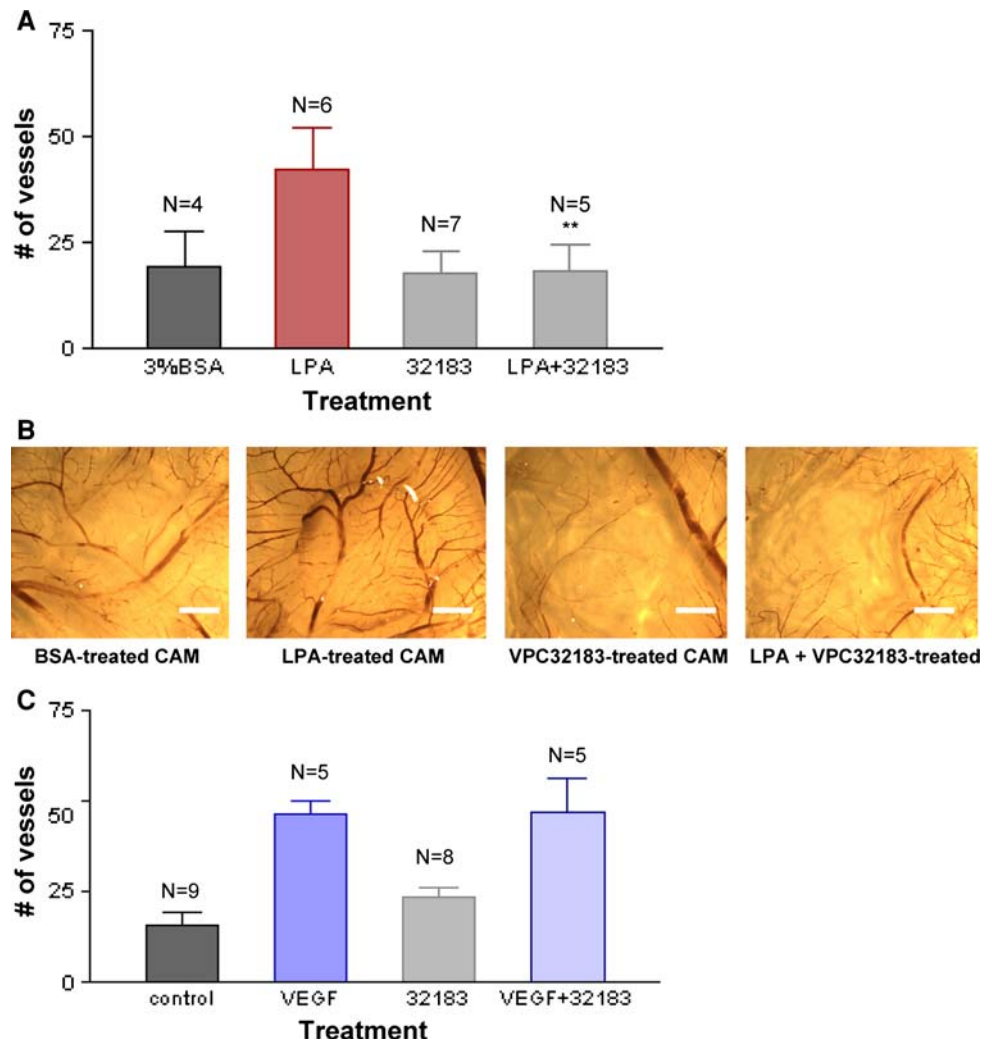 A
75
50
25
0
# of vessels
N=4
N=6
N=7
N=5
**
3%BSA LPA 32183 LPA+32183
Treatment
B
BSA-treated CAM LPA-treated CAM VPC32183-treated CAM LPA + VPC32183-treated
C
75
50
25
0
# of vessels
N=9
N=5
N=8
N=5
control VEGF 32183 VEGF+32183
Treatment